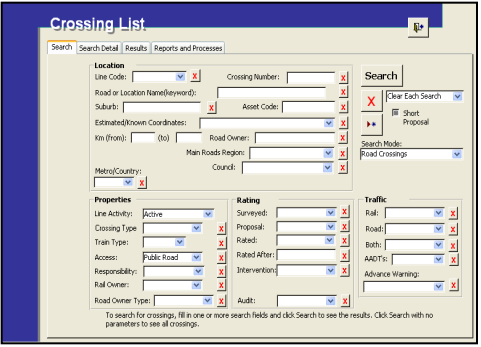 Crossing List
Search Search Detail Results Reports and Processes
Location
Line Code: X Crossing Number: X
Road or Location Name(keyword): X
Suburb: X Asset Code: X
Estimated/Known Coordinates: X
Km (from): (to) Road Owner: X
Main Roads Region: X
Council: X
Metro/Country:
X
Search
X Clear Each Search
Short
Proposal
Search Mode:
Road Crossings
Properties
Line Activity: Active
Crossing Type X
Train Type: X
Access: Public Road X
Responsibility: X
Rail Owner: X
Road Owner Type: X
Rating
Surveyed: X
Proposal: X
Rated: X
Rated After: X
Intervention: X
Audit: X
Traffic
Rail: X
Road: X
Both: X
AADT's: X
Advance Warning:
X
To search for crossings, fill in one or more search fields and click Search to see the results. Click Search with no
parameters to see all crossings.